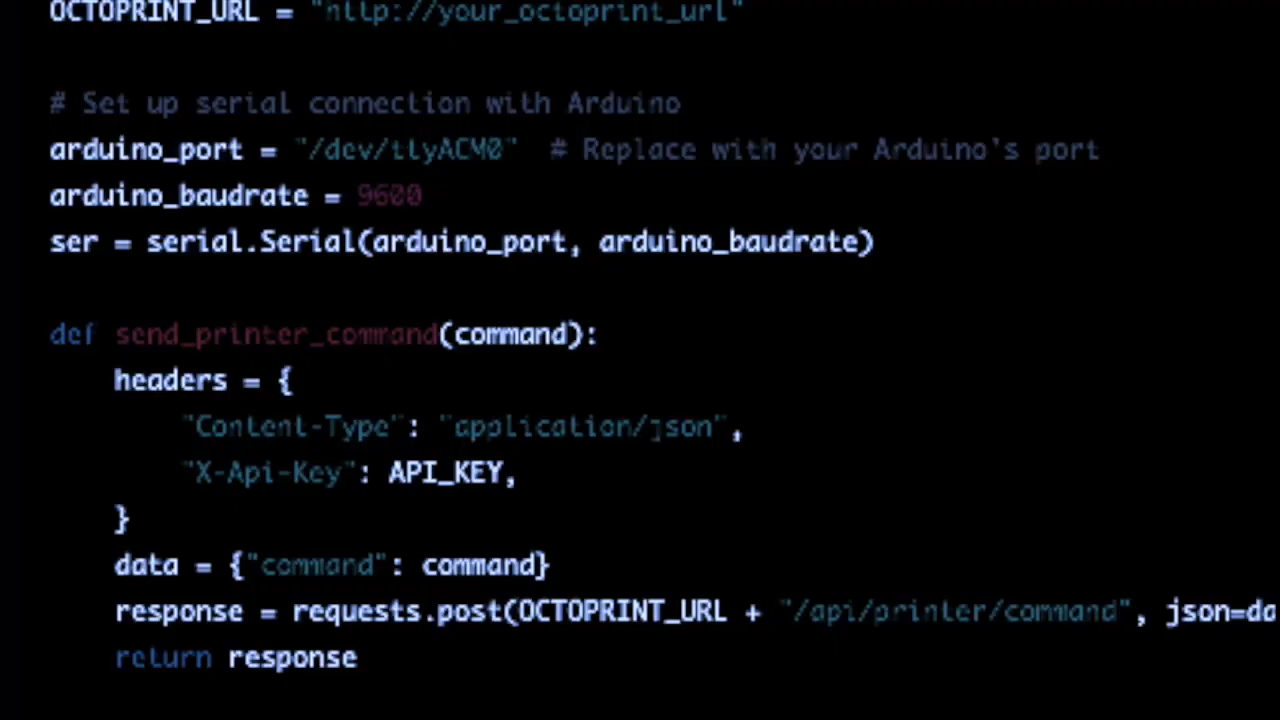 OCTOPRINT_URL = "http://your_octoprint_url"
# Set up serial connection with Arduino
arduino_port = "/dev/ttyACM0"  # Replace with your Arduino's port
arduino_baudrate = 9600
ser = serial.Serial(arduino_port, arduino_baudrate)
def send_printer_command(command):
    headers = {
        "Content-Type": "application/json",
        "X-Api-Key": API_KEY,
    }
    data = {"command": command}
    response = requests.post(OCTOPRINT_URL + "/api/printer/command", json=da
    return response